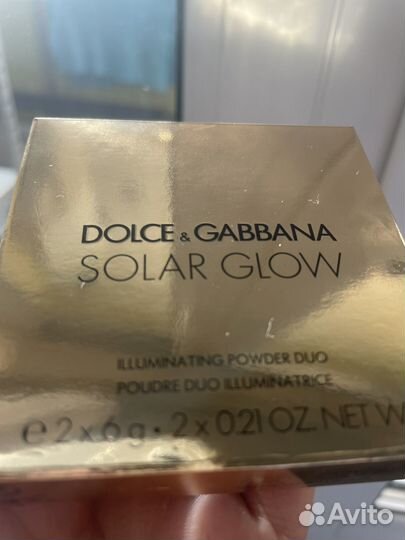 DOLCE & GABBANA
SOLAR GLOW
ILLUMINATING POWDER DUO
POUDRE DUO ILLUMINATRICE
℮ 2 x 6 g • 2 x 0.21 OZ. NET W
Avito